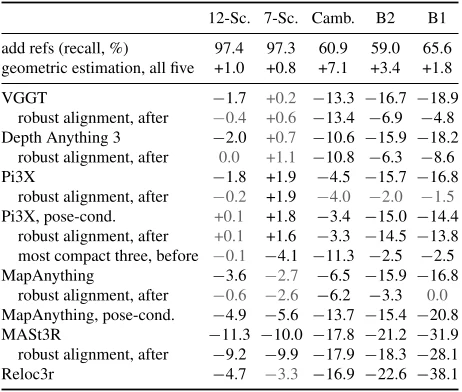 12-Sc. 7-Sc. Camb. B2 B1
add refs (recall, %) 97.4 97.3 60.9 59.0 65.6
geometric estimation, all five +1.0 +0.8 +7.1 +3.4 +1.8
VGGT −1.7 +0.2 −13.3 −16.7 −18.9
robust alignment, after −0.4 +0.6 −13.4 −6.9 −4.8
Depth Anything 3 −2.0 +0.7 −10.6 −15.9 −18.2
robust alignment, after 0.0 +1.1 −10.8 −6.3 −8.6
Pi3X −1.8 +1.9 −4.5 −15.7 −16.8
robust alignment, after −0.2 +1.9 −4.0 −2.0 −1.5
Pi3X, pose-cond. +0.1 +1.8 −3.4 −15.0 −14.4
robust alignment, after +0.1 +1.6 −3.3 −14.5 −13.8
most compact three, before −0.1 −4.1 −11.3 −2.5 −2.5
MapAnything −3.6 −2.7 −6.5 −15.9 −16.8
robust alignment, after −0.6 −2.6 −6.2 −3.3 0.0
MapAnything, pose-cond. −4.9 −5.6 −13.7 −15.4 −20.8
MASt3R −11.3 −10.0 −17.8 −21.2 −31.9
robust alignment, after −9.2 −9.9 −17.9 −18.3 −28.1
Reloc3r −4.7 −3.3 −16.9 −22.6 −38.1